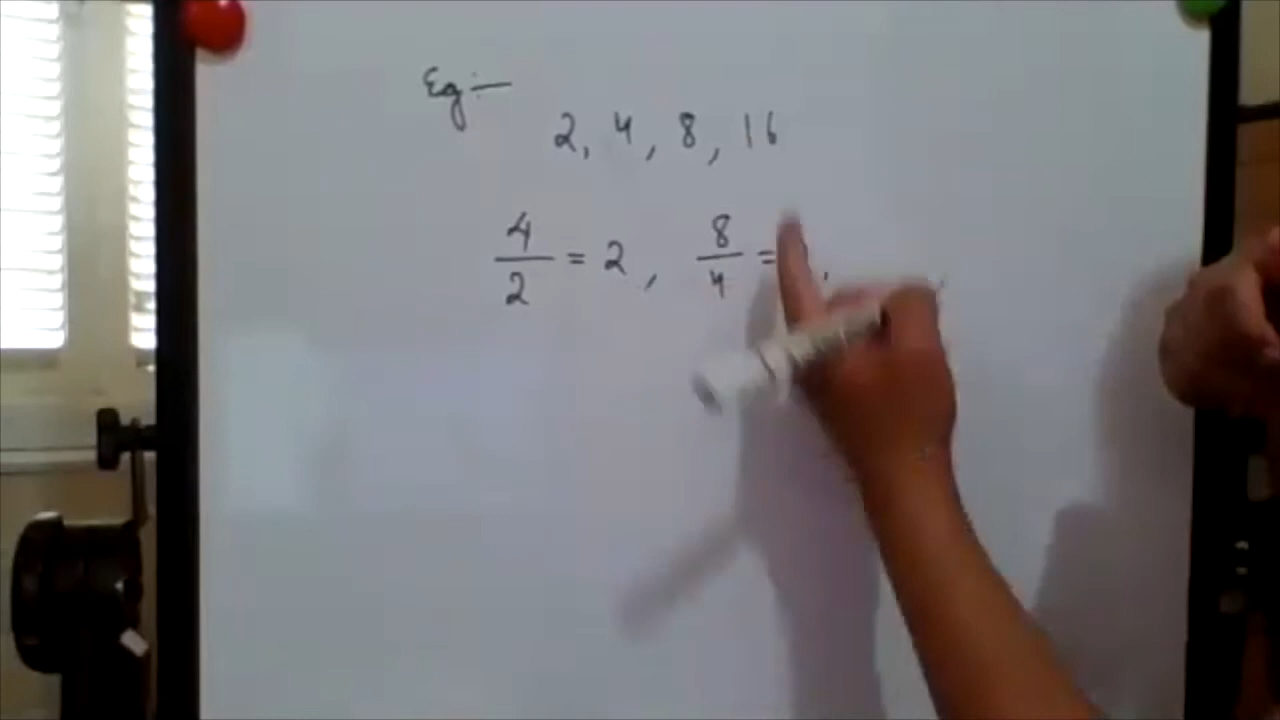 Eg:-
2, 4, 8, 16
4/2 = 2, 8/4 =